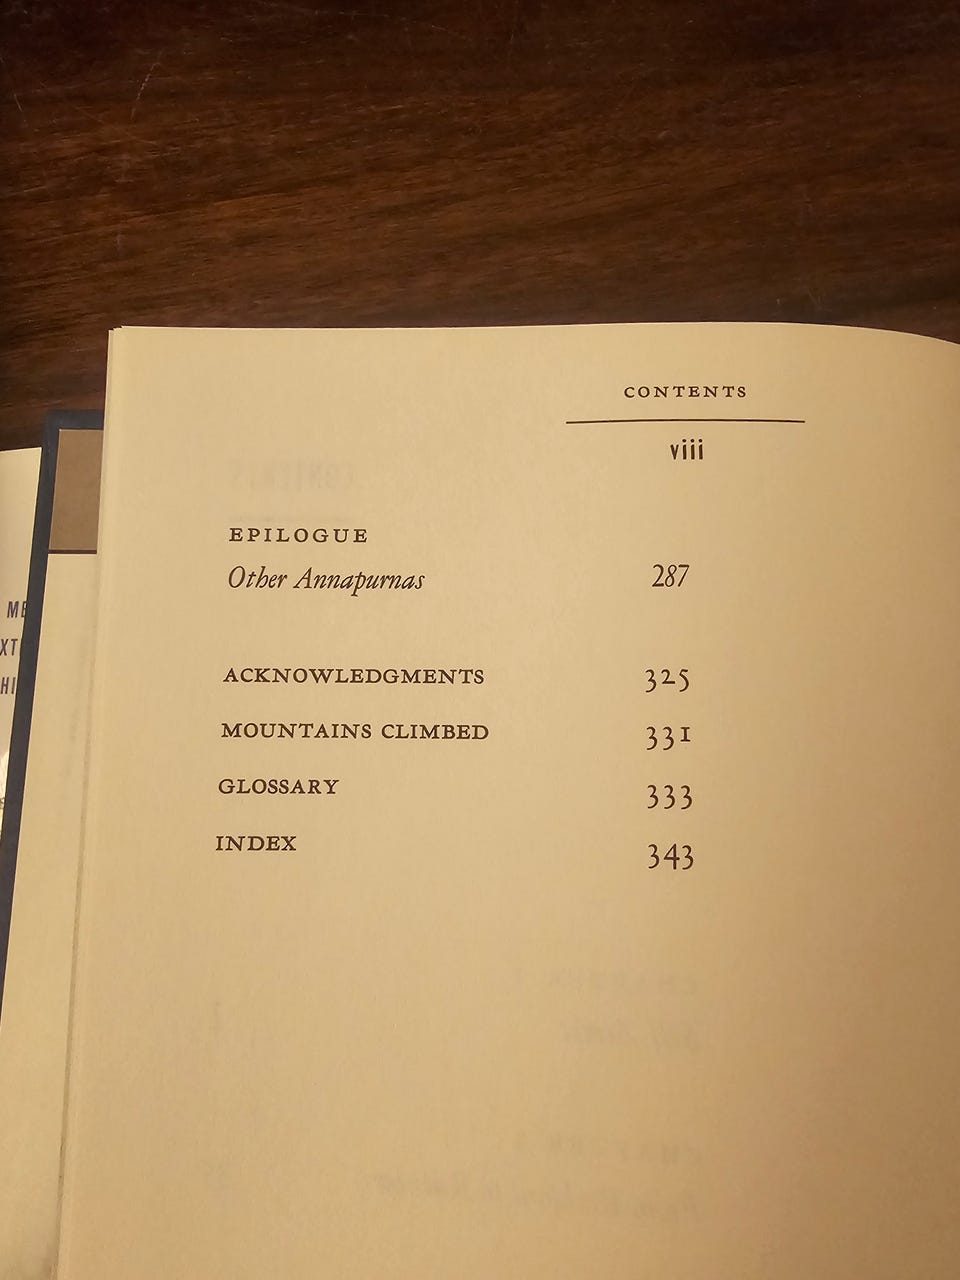 CONTENTS
viii
EPILOGUE
Other Annapurnas 287
ACKNOWLEDGMENTS 325
MOUNTAINS CLIMBED 331
GLOSSARY 333
INDEX 343